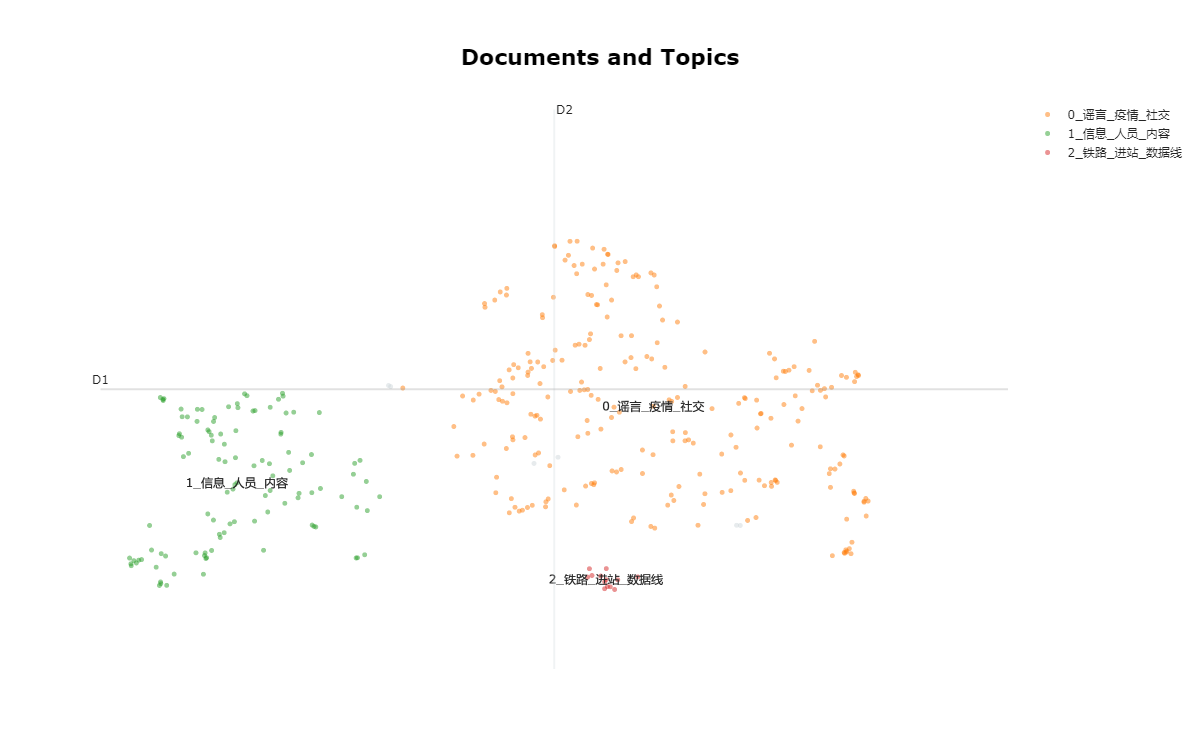 Documents and Topics
D2
0_谣言_疫情_社交
1_信息_人员_内容
2_铁路_进站_数据线
D1
0_谣言_疫情_社交
1_信息_人员_内容
2_铁路_进站_数据线